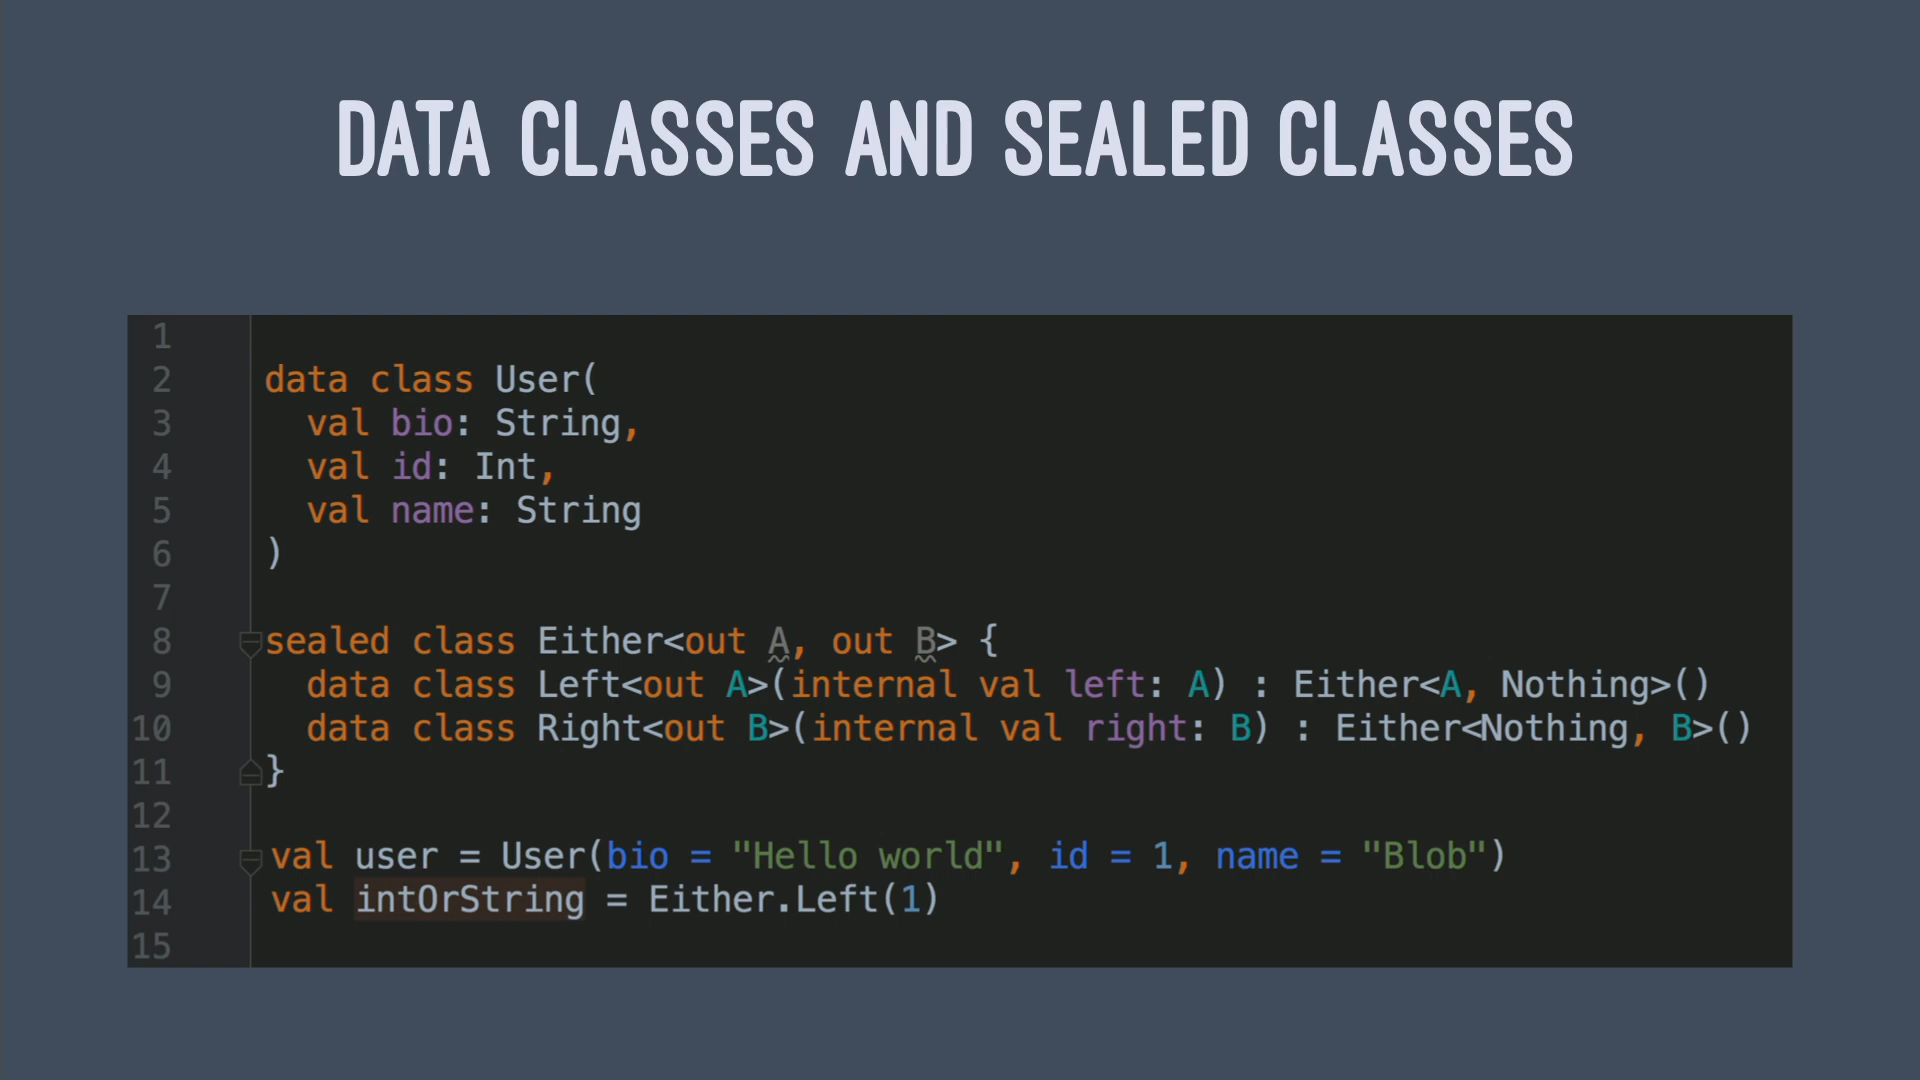 DATA CLASSES AND SEALED CLASSES
1
2 data class User(
3   val bio: String,
4   val id: Int,
5   val name: String
6 )
7
8 sealed class Either<out A, out B> {
9   data class Left<out A>(internal val left: A) : Either<A, Nothing>()
10   data class Right<out B>(internal val right: B) : Either<Nothing, B>()
11 }
12
13 val user = User(bio = "Hello world", id = 1, name = "Blob")
14 val intOrString = Either.Left(1)
15